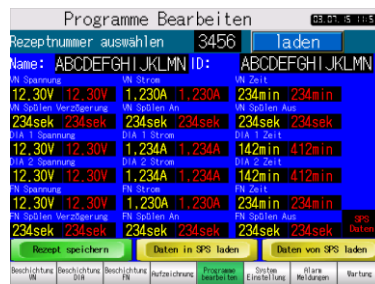 Programme Bearbeiten
Rezeptnummer auswählen 3456 laden
Name: ABCDEFGHIJKLMN ID: ABCDEFGHIJKLMN
VN Spannung VN Strom VN Zeit
12.30V 12.30V 1.230A 1.230A 234min 234min
VN Spülen Verzögerung VN Spülen An VN Spülen Aus
234sek 234sek 234sek 234sek 234sek 234sek
DIA 1 Spannung DIA 1 Strom DIA 1 Zeit
12.30V 12.30V 1.234A 1.234A 142min 412min
DIA 2 Spannung DIA 2 Strom DIA 2 Zeit
12.30V 12.30V 1.234A 1.234A 142min 412min
FN Spannung FN Strom FN Zeit
12.30V 12.30V 1.230A 1.230A 234min 234min
FN Spülen Verzögerung FN Spülen An FN Spülen Aus
234sek 234sek 234sek 234sek 234sek 234sek
SPS
Daten
Rezept speichern Daten in SPS laden Daten von SPS laden
Beschichtung VN Beschichtung DIA Beschichtung FN Aufzeichnung Programme bearbeiten System Einstellung Alarm Meldungen Wartung